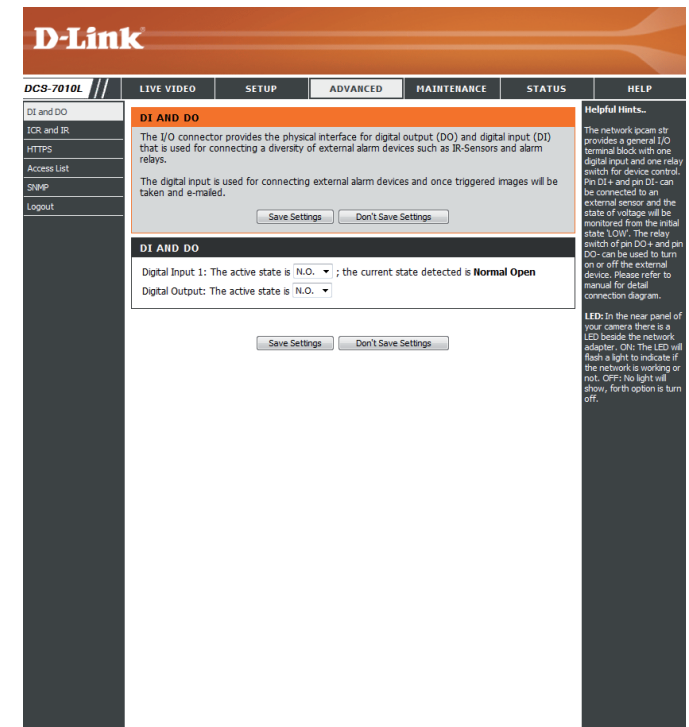 D-Link
DCS-7010L
LIVE VIDEO
SETUP
ADVANCED
MAINTENANCE
STATUS
HELP
DI and DO
ICR and IR
HTTPS
Access List
SNMP
Logout
DI AND DO
The I/O connector provides the physical interface for digital output (DO) and digital input (DI)
that is used for connecting a diversity of external alarm devices such as IR-Sensors and alarm
relays.
The digital input is used for connecting external alarm devices and once triggered images will be
taken and e-mailed.
Save Settings
Don't Save Settings
DI AND DO
Digital Input 1: The active state is N.O. ; the current state detected is Normal Open
Digital Output: The active state is N.O.
Save Settings
Don't Save Settings
Helpful Hints..
The network ipcam str
provides a general I/O
terminal block with one
digital input and one relay
switch for device control.
Pin DI+ and pin DI- can
be connected to an
external sensor and the
state of voltage will be
monitored from the initial
state 'LOW'. The relay
switch of pin DO+ and pin
DO- can be used to turn
on or off the external
device. Please refer to
manual for detail
connection diagram.
LED: In the near panel of
your camera there is a
LED beside the network
adapter. ON: The LED will
flash a light to indicate if
the network is working or
not. OFF: No light will
show, forth option is turn
off.